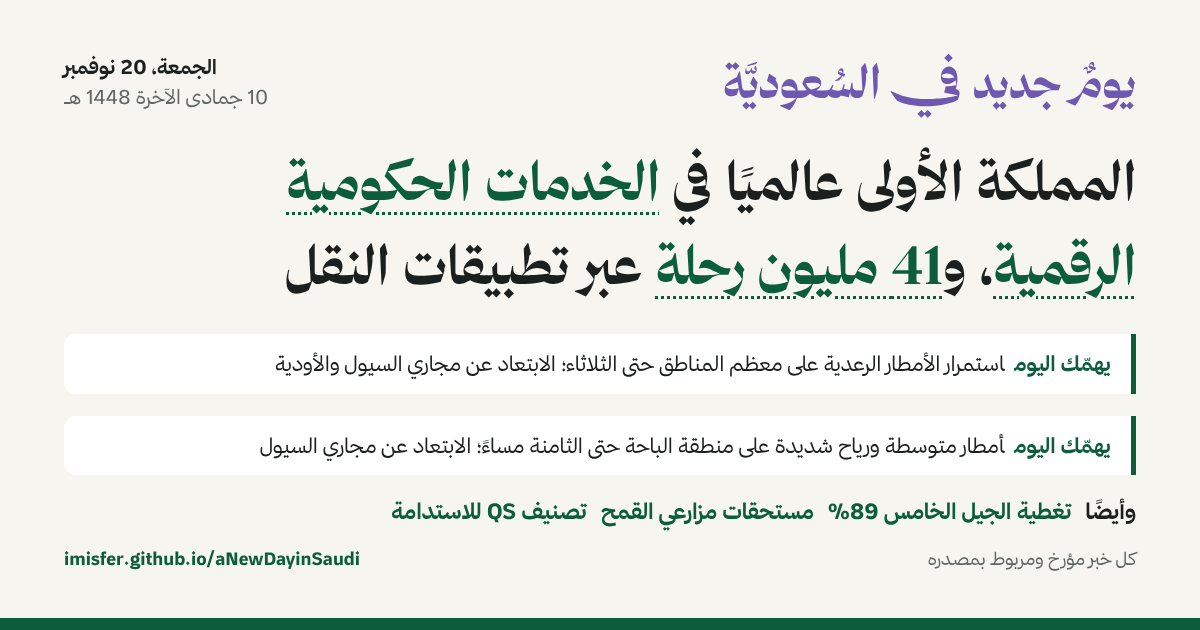 يومٌ جديد في السُعوديَّة
الجمعة، 20 نوفمبر
10 جمادى الآخرة 1448 هـ
المملكة الأولى عالميًا في الخدمات الحكومية
الرقمية، و41 مليون رحلة عبر تطبيقات النقل
يهمّك اليوم استمرار الأمطار الرعدية على معظم المناطق حتى الثلاثاء؛ الابتعاد عن مجاري السيول والأودية
يهمّك اليوم أمطار متوسطة ورياح شديدة على منطقة الباحة حتى الثامنة مساءً؛ الابتعاد عن مجاري السيول
وأيضًا تغطية الجيل الخامس 89% مستحقات مزارعي القمح تصنيف QS للاستدامة
كل خبر مؤرخ ومربوط بمصدره
imisfer.github.io/aNewDayinSaudi